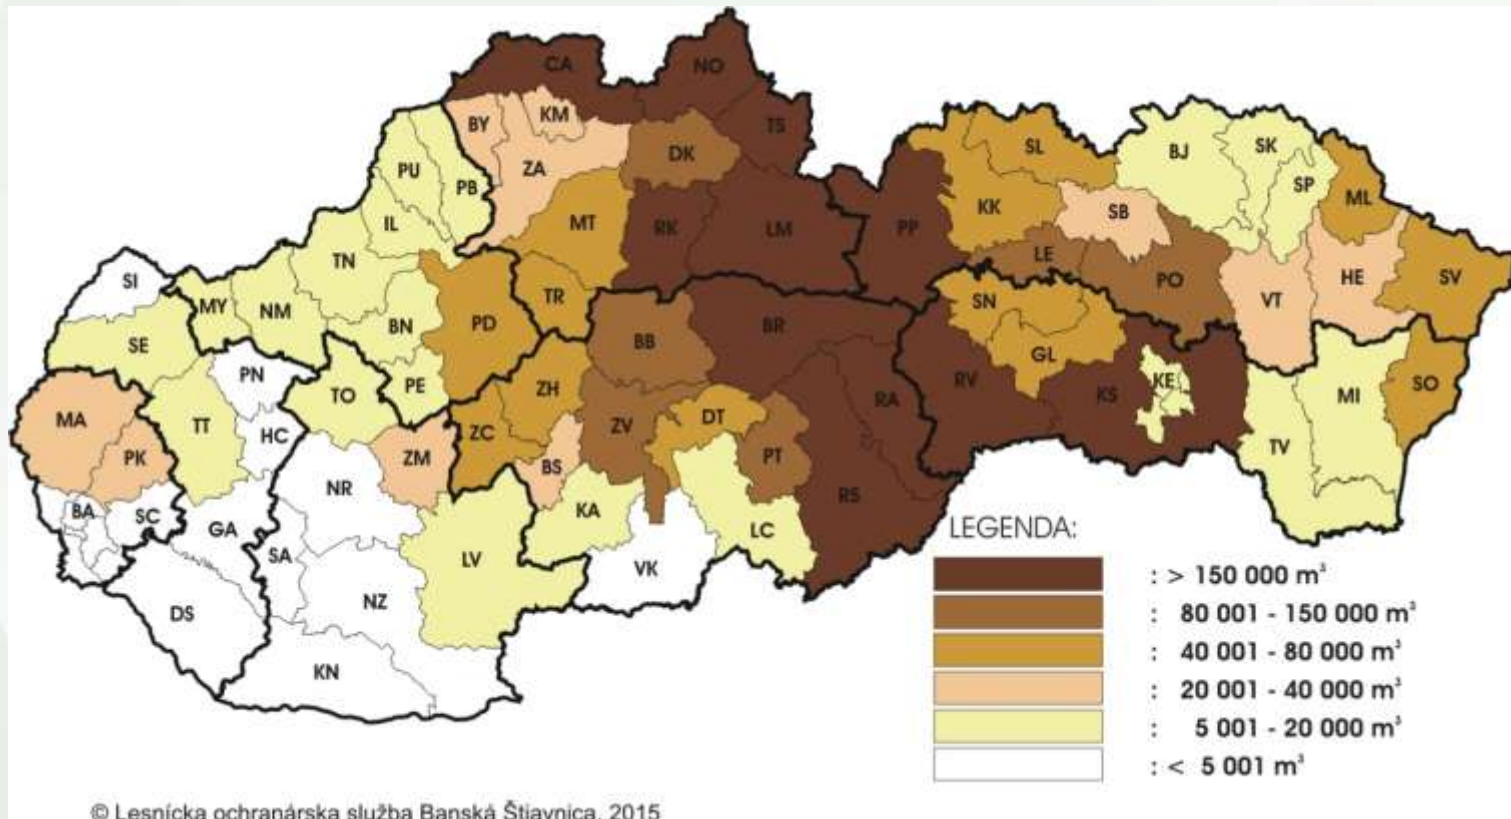 CA
NO
TS
BY
KM
ZA
DK
PU
PB
IL
MT
RK
LM
PP
SL
KK
SB
LE
PO
BJ
SK
SP
ML
HE
VT
SV
SI
MY
NM
TN
BN
PD
TR
BR
BB
SN
GL
RV
KS
KE
MI
SO
TV
SE
PN
TO
PE
ZH
ZC
ZV
DT
RA
MA
TT
HC
PK
ZM
BS
PT
RS
NR
KA
LC
BA
SC
GA
SA
LV
VK
DS
NZ
KN
LEGENDA:
: > 150 000 m³
: 80 001 - 150 000 m³
: 40 001 - 80 000 m³
: 20 001 - 40 000 m³
: 5 001 - 20 000 m³
: < 5 001 m³
© Lesnícka ochranárska služba Banská Štiavnica, 2015